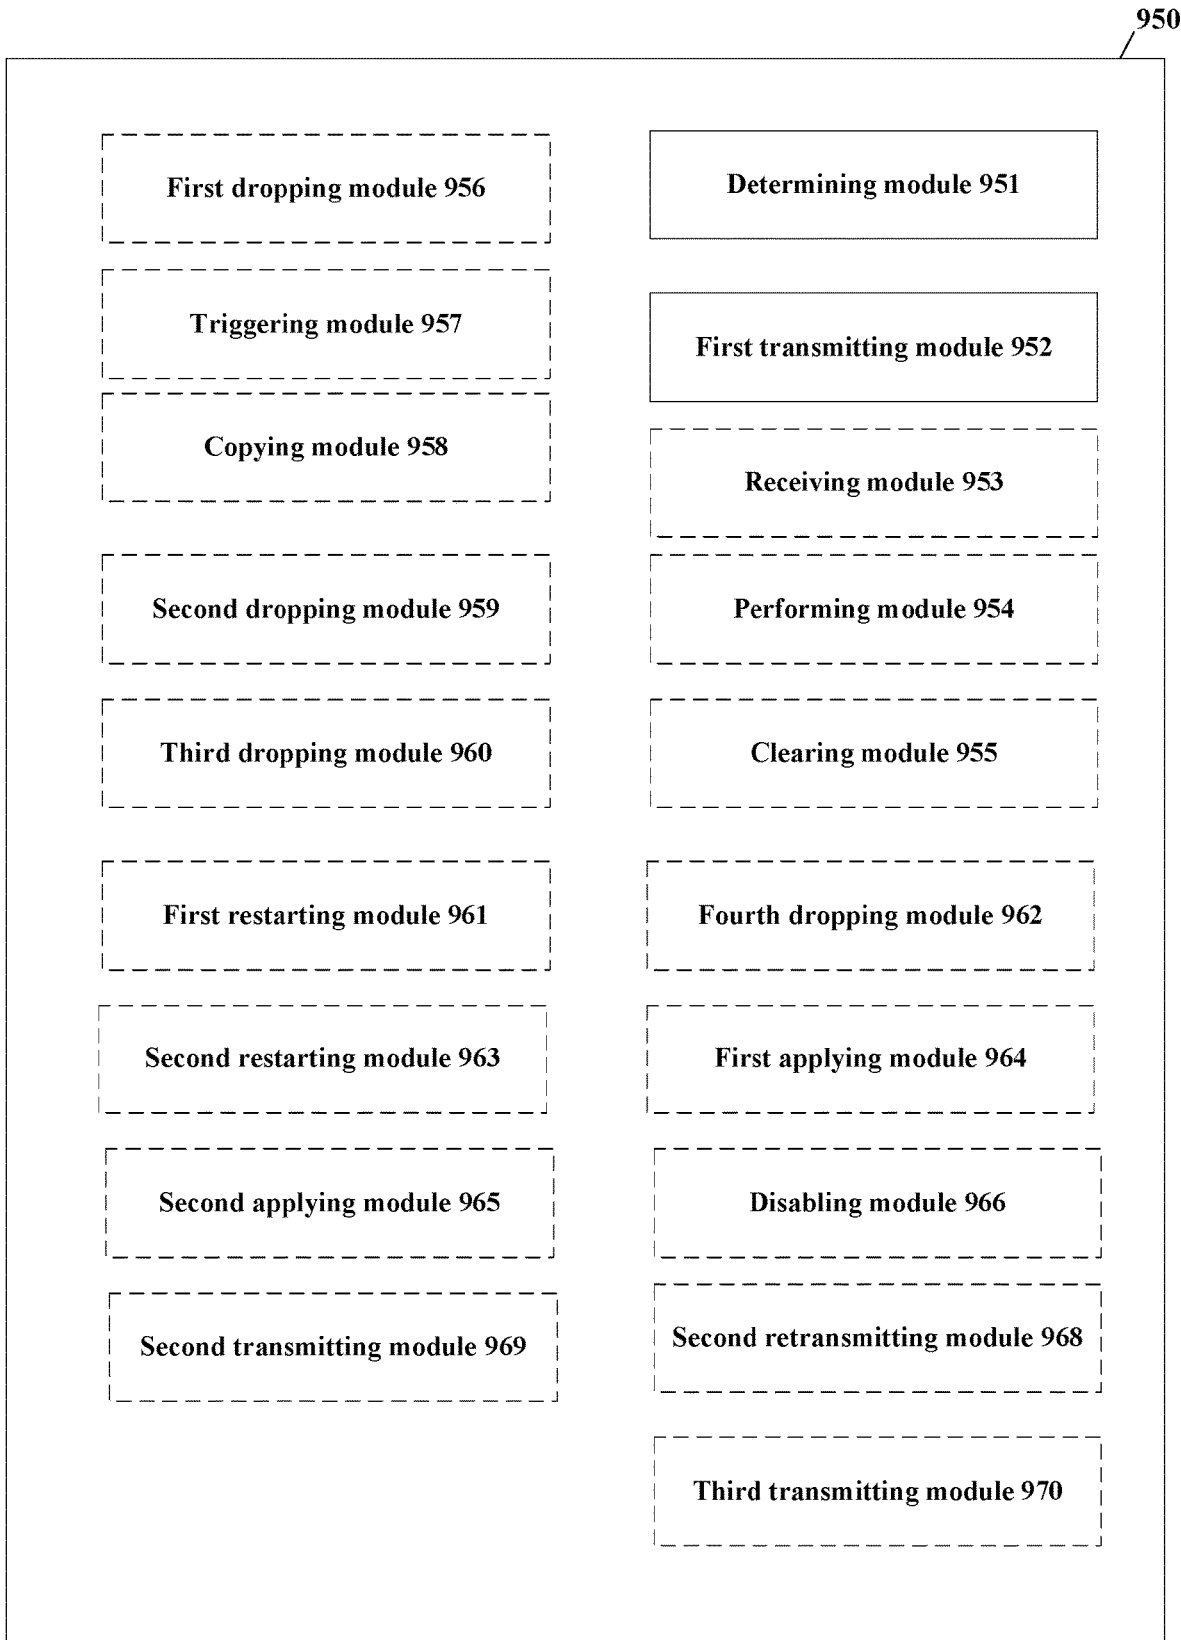 950
First dropping module 956
Determining module 951
Triggering module 957
First transmitting module 952
Copying module 958
Receiving module 953
Second dropping module 959
Performing module 954
Third dropping module 960
Clearing module 955
First restarting module 961
Fourth dropping module 962
Second restarting module 963
First applying module 964
Second applying module 965
Disabling module 966
Second transmitting module 969
Second retransmitting module 968
Third transmitting module 970